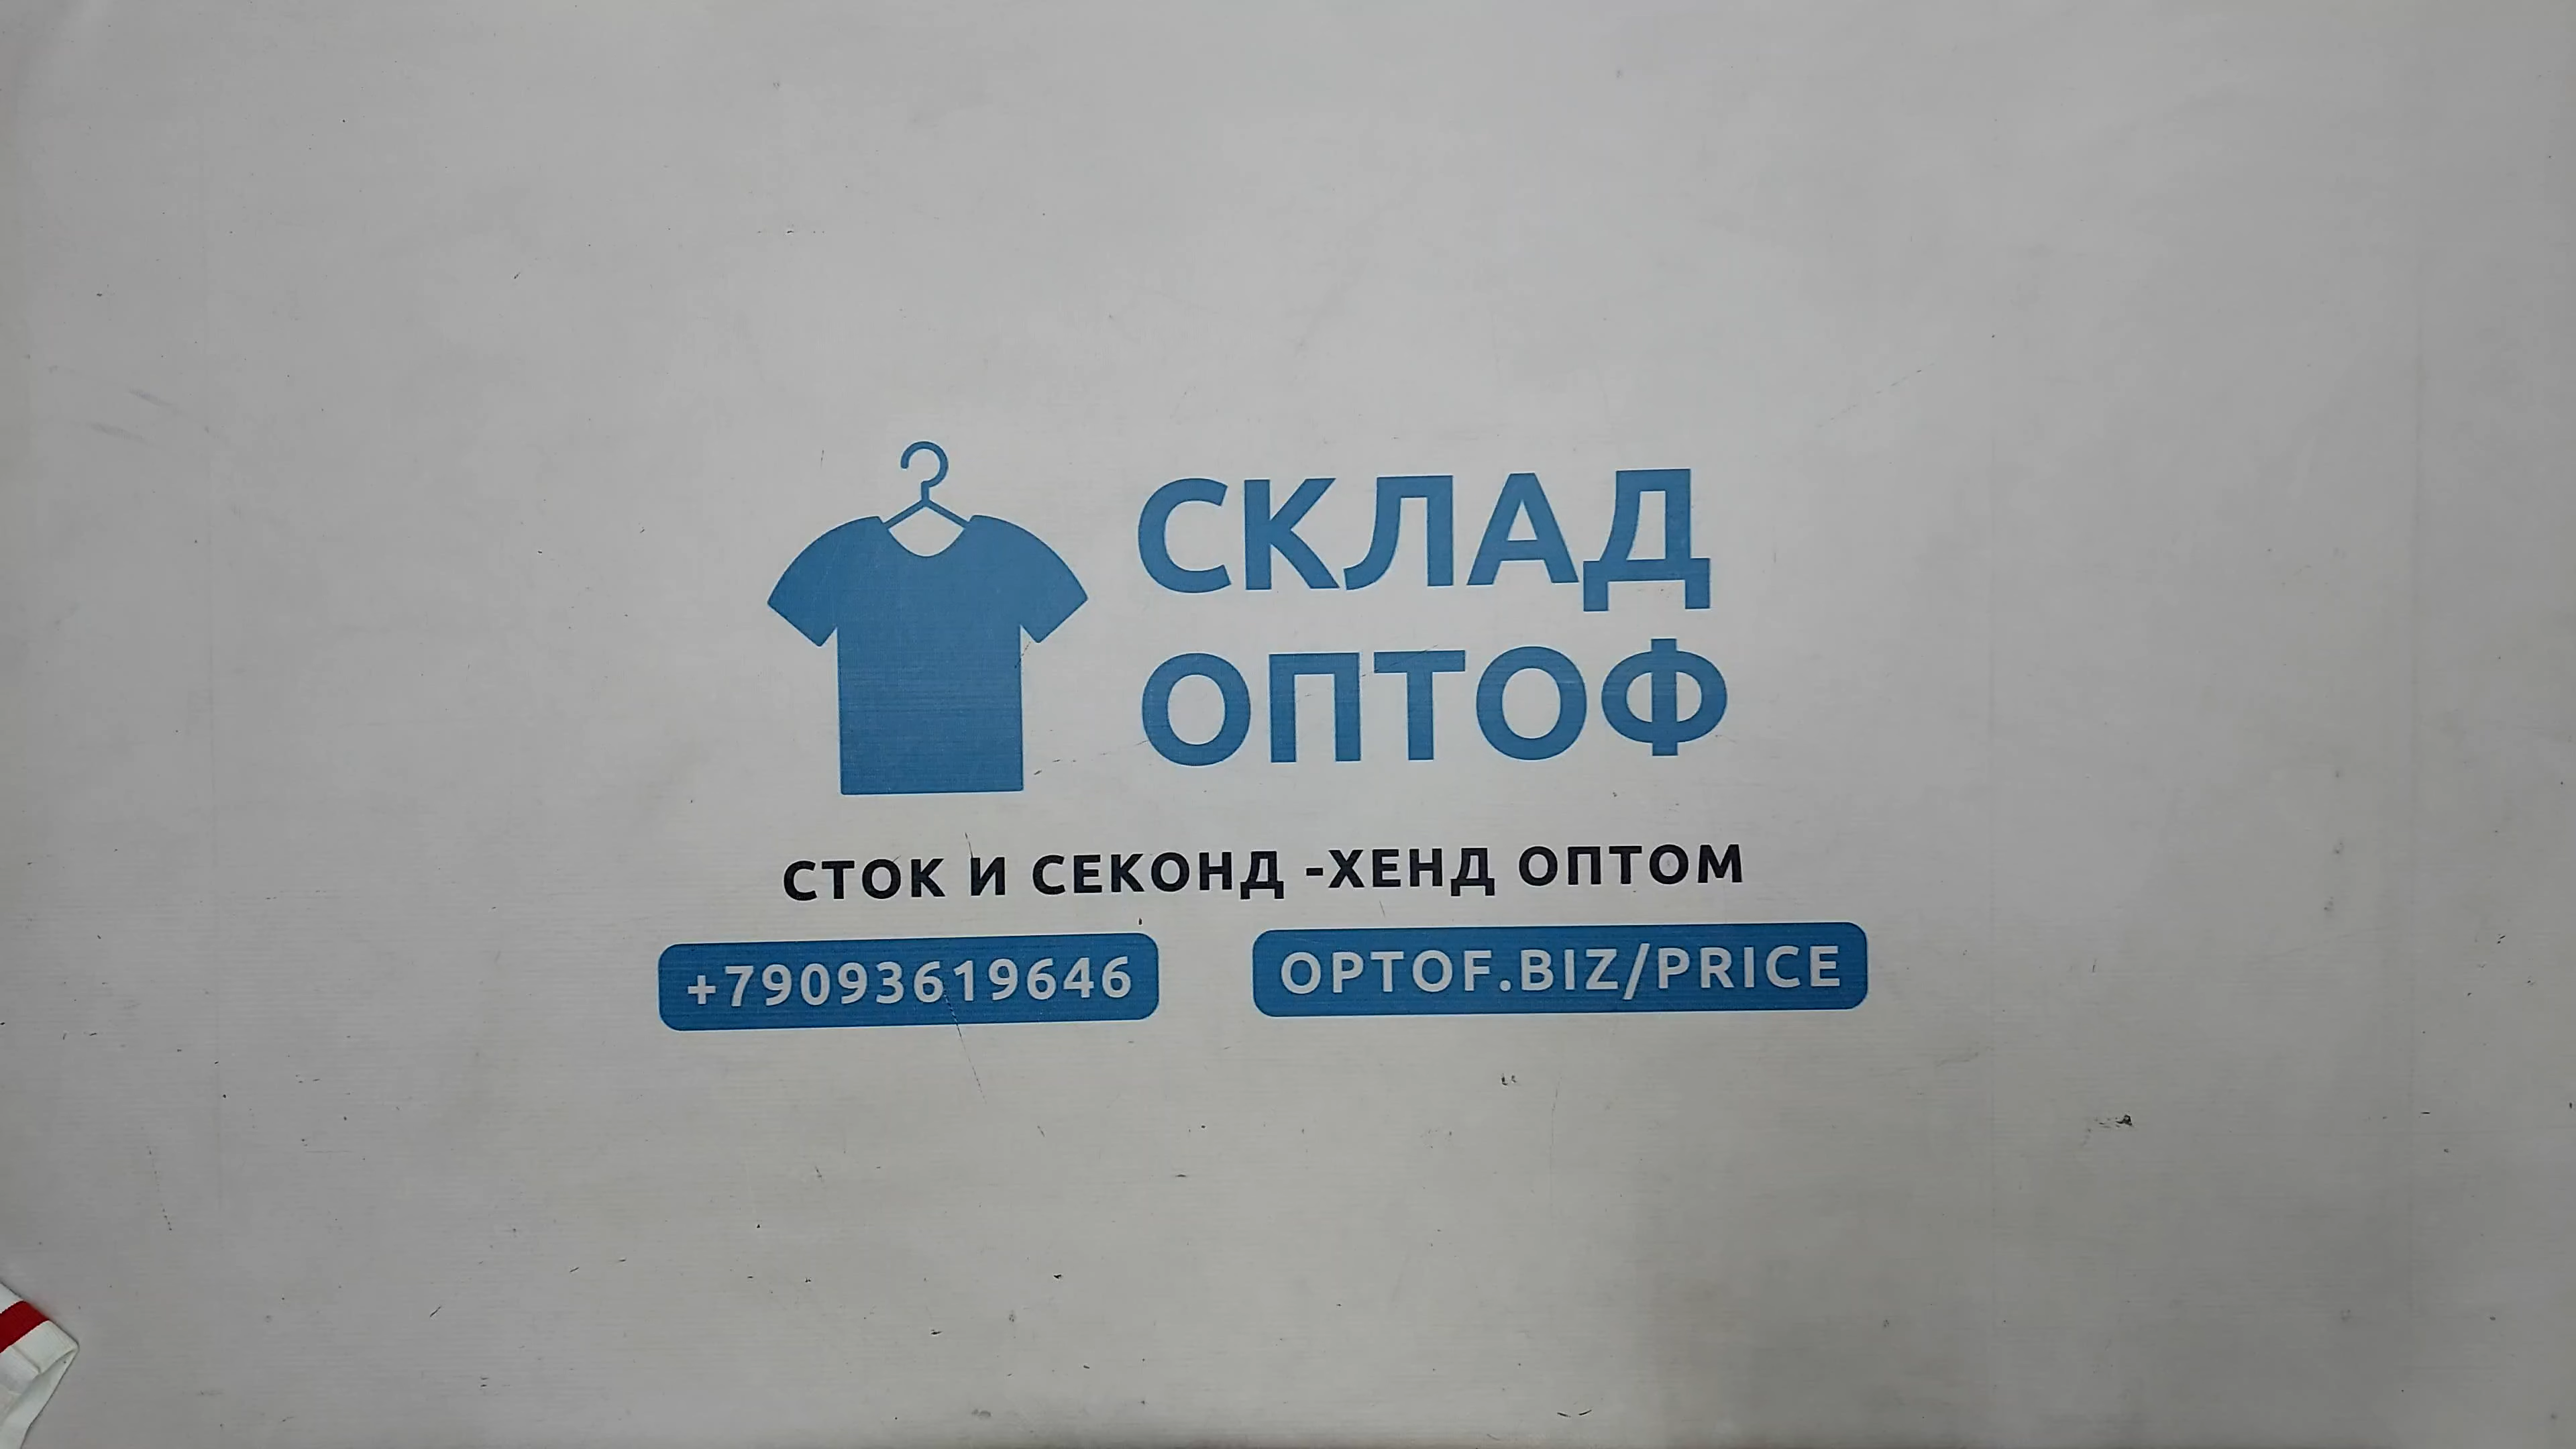 СКЛАД
ОПТОФ
СТОК И СЕКОНД -ХЕНД ОПТОМ
+79093619646
OPTOF.BIZ/PRICE